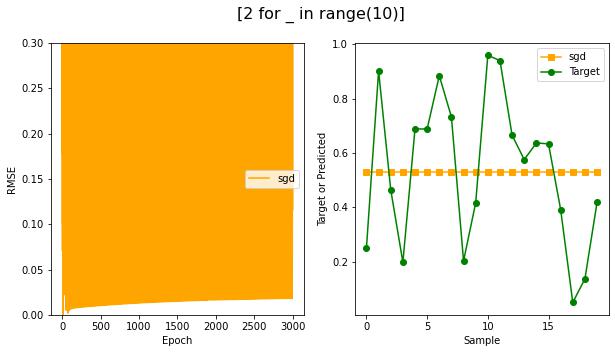 [2 for _ in range(10)]
0.30
0.25
0.20
0.15
0.10
0.05
0.00
RMSE
sgd
0 500 1000 1500 2000 2500 3000
Epoch
1.0
0.8
0.6
0.4
0.2
Target or Predicted
sgd
Target
0 5 10 15
Sample